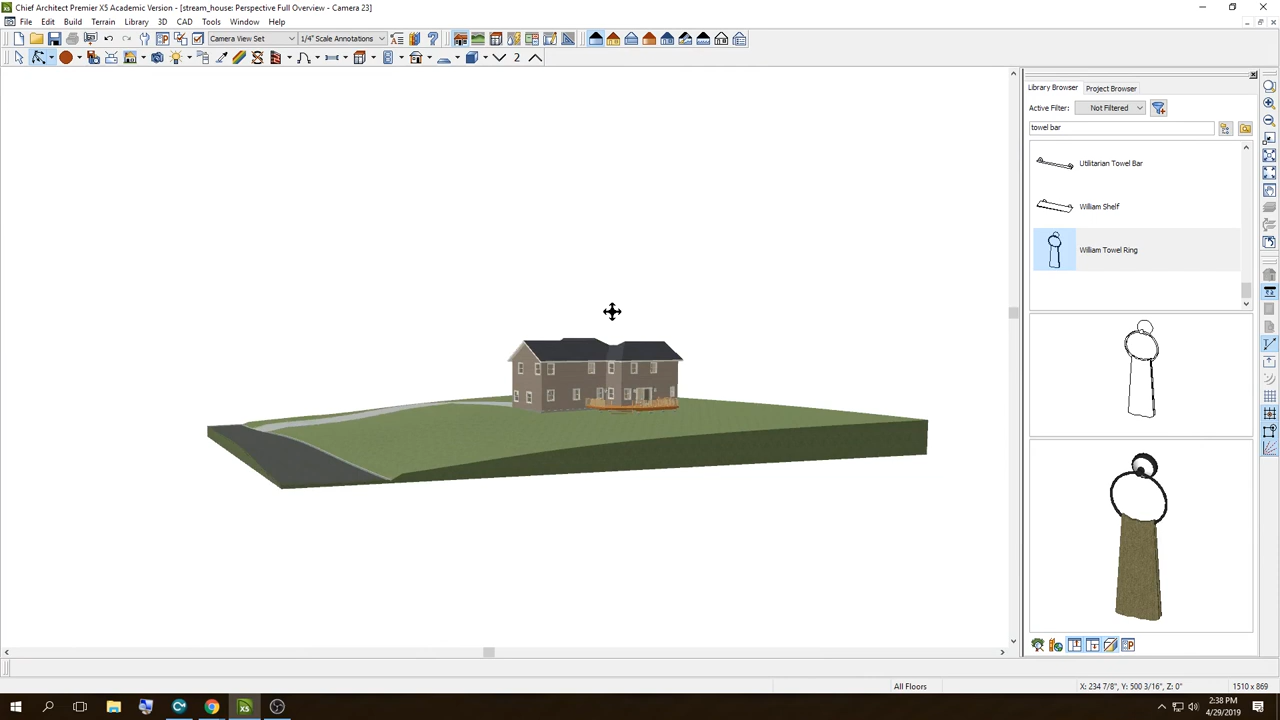 Chief Architect Premier X5 Academic Version - [stream_house: Perspective Full Overview - Camera 23]
File Edit Build Terrain Library 3D CAD Tools Window Help
Camera View Set 1/4" Scale Annotations
2
Library Browser Project Browser
Active Filter: Not Filtered
towel bar
Utilitarian Towel Bar
William Shelf
William Towel Ring
All Floors X: 234 7/8", Y: 500 3/16", Z: 0" 1510 x 869
X5
2:38 PM
4/29/2019